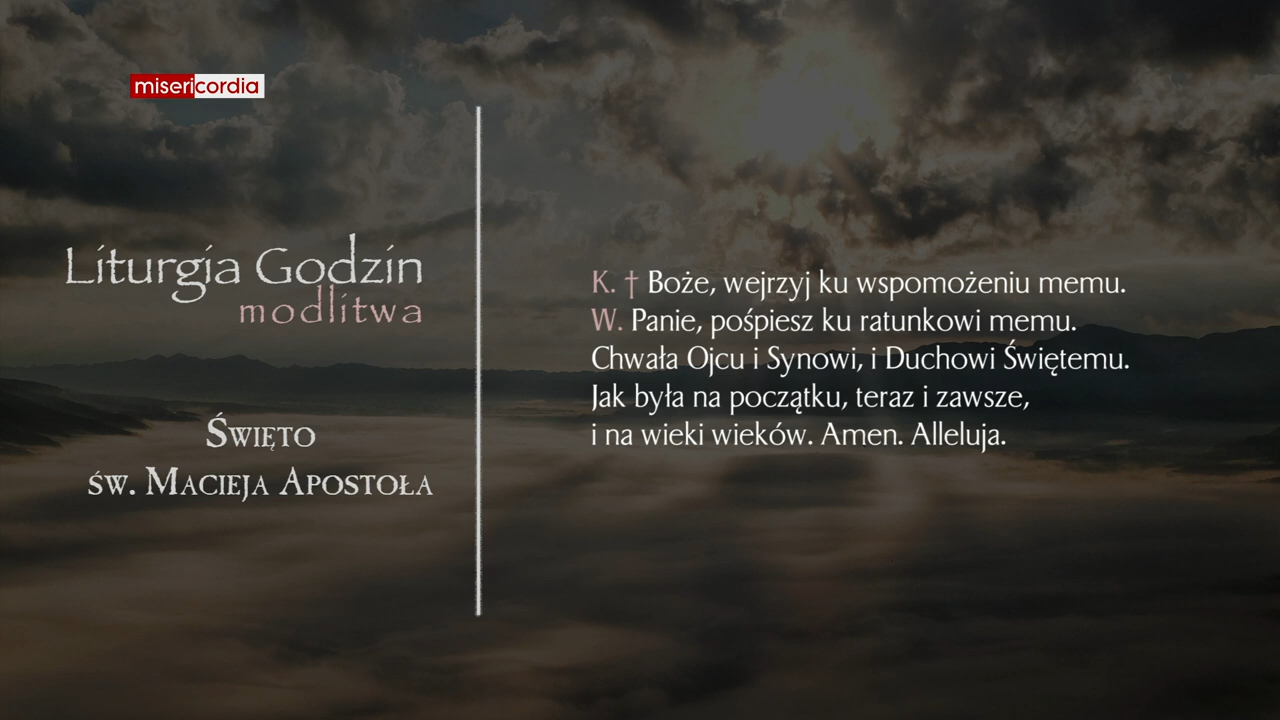 misericordia
Liturgia Godzin
modlitwa
Święto
św. Macieja Apostoła
K. † Boże, wejrzyj ku wspomożeniu memu.
W. Panie, pośpiesz ku ratunkowi memu.
Chwała Ojcu i Synowi, i Duchowi Świętemu.
Jak była na początku, teraz i zawsze,
i na wieki wieków. Amen. Alleluja.